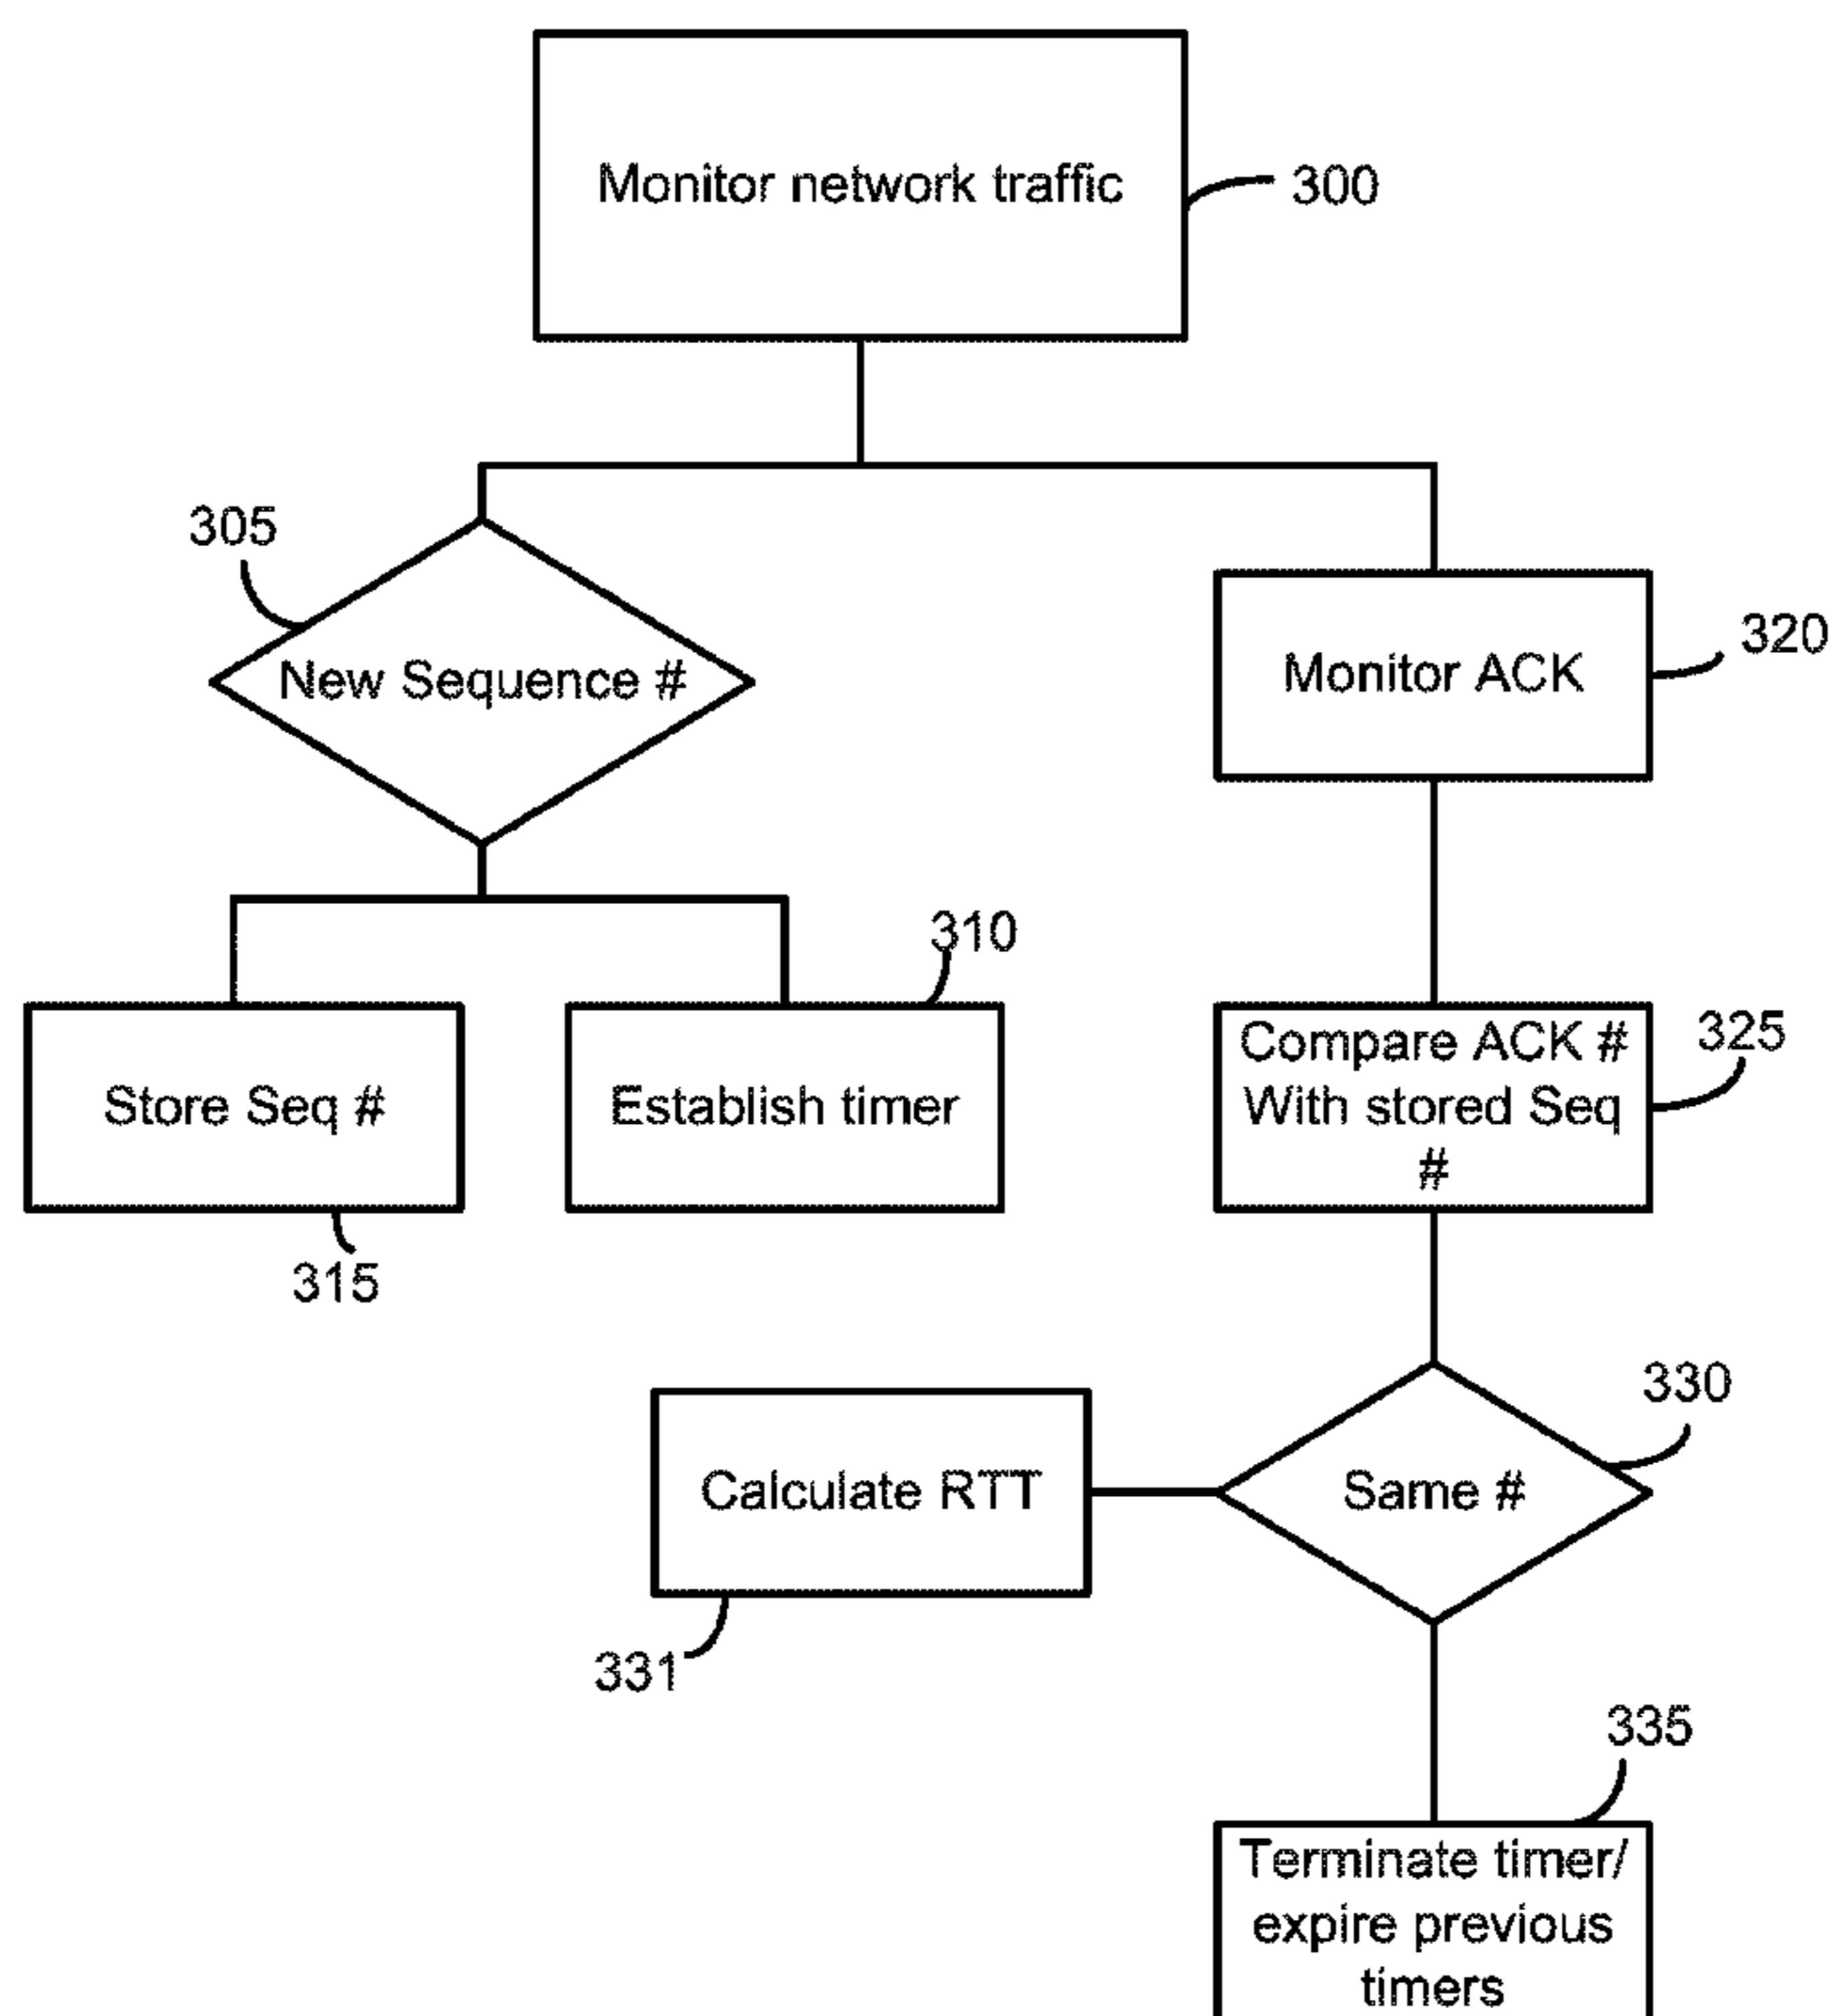 Monitor network traffic
300
305
New Sequence #
Monitor ACK
320
310
Store Seq #
Establish timer
Compare ACK #
With stored Seq
#
325
315
330
Calculate RTT
Same #
331
335
Terminate timer/
expire previous
timers